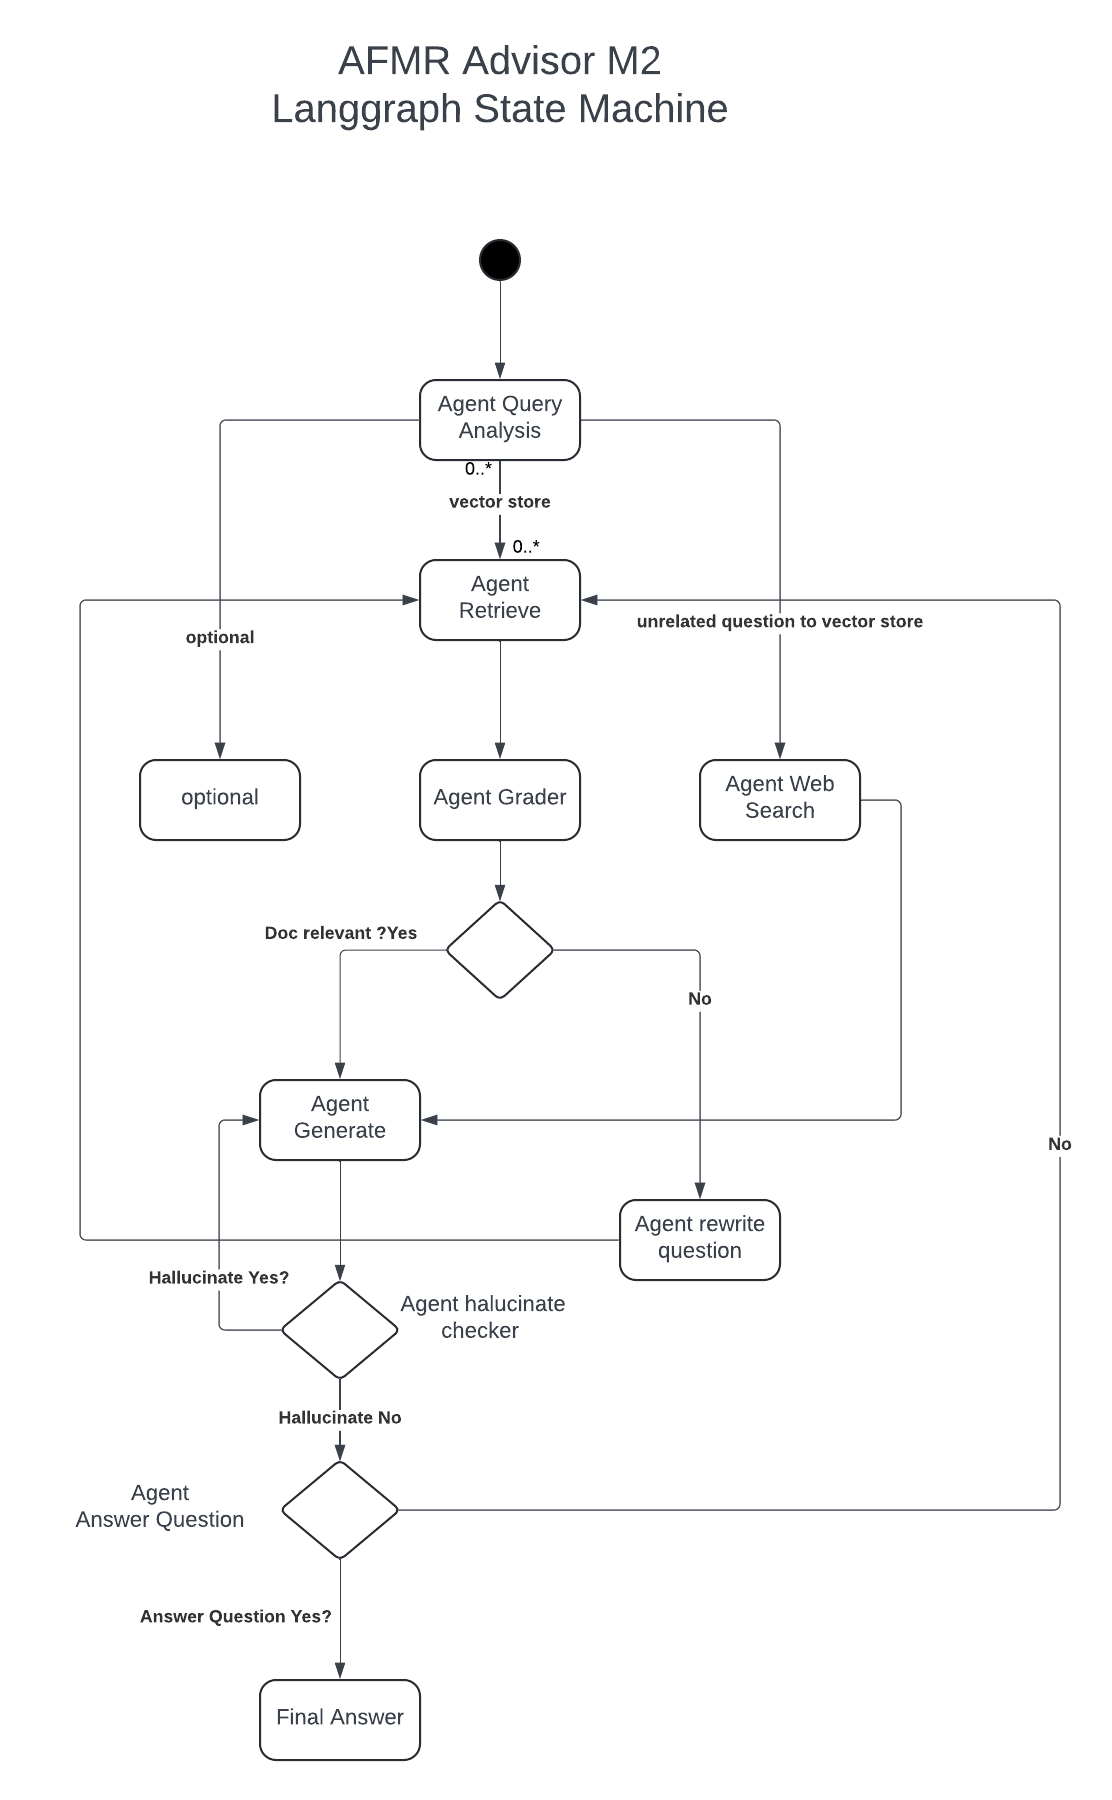 AFMR Advisor M2
Langgraph State Machine
Agent Query
Analysis
0..*
vector store
0..*
Agent
Retrieve
unrelated question to vector store
optional
optional
Agent Grader
Agent Web
Search
Doc relevant ?Yes
No
Agent
Generate
No
Agent rewrite
question
Hallucinate Yes?
Agent halucinate
checker
Hallucinate No
Agent
Answer Question
Answer Question Yes?
Final Answer